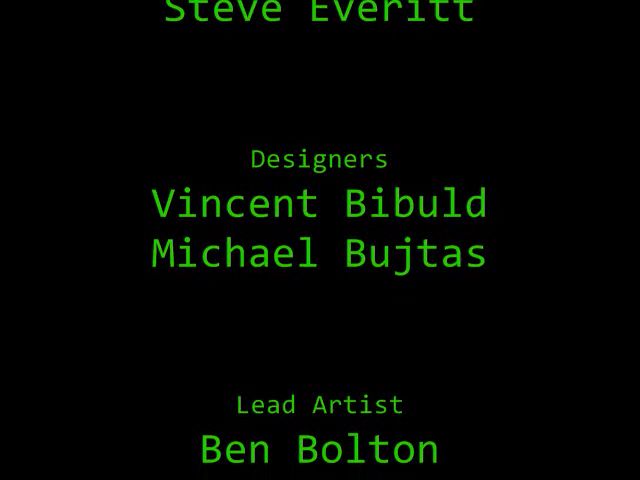 Steve Everitt
Designers
Vincent Bibuld
Michael Bujtas
Lead Artist
Ben Bolton